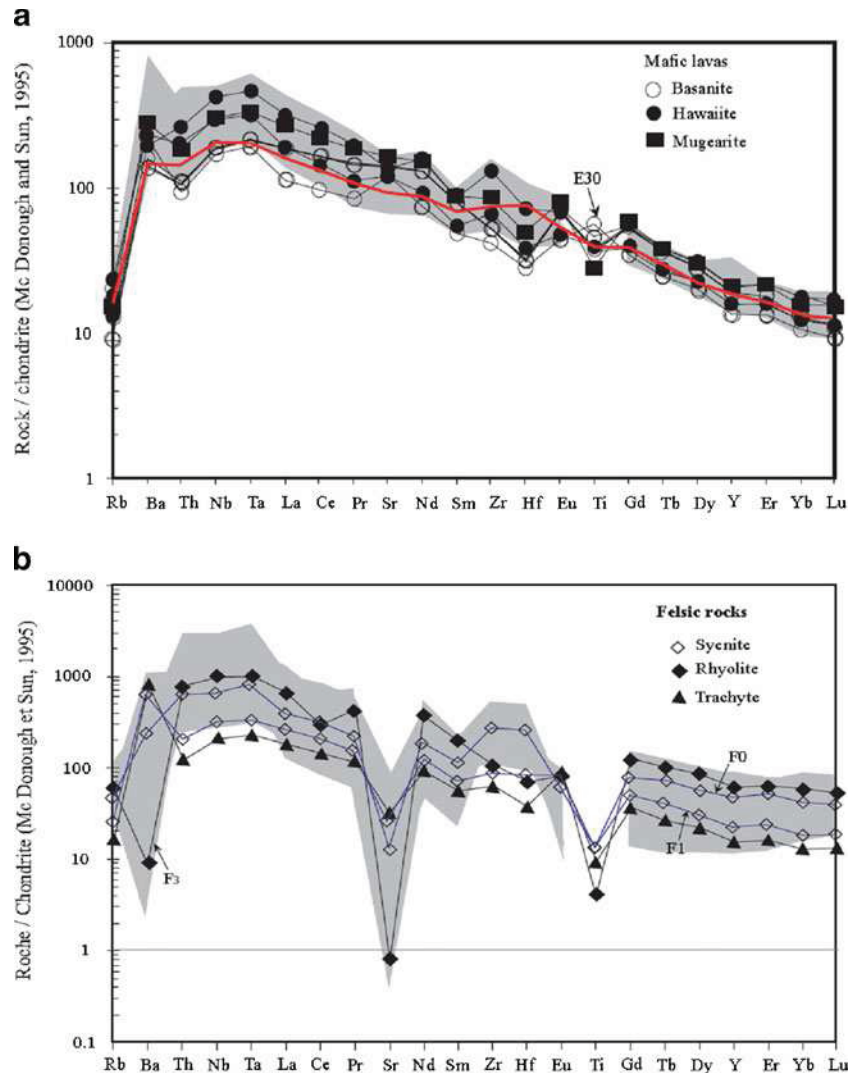 a
Rock / chondrite (Mc Donough and Sun, 1995)
1000
100
10
1
Mafic lavas
Basanite
Hawaiite
Mugearite
E30
Rb Ba Th Nb Ta La Ce Pr Sr Nd Sm Zr Hf Eu Ti Gd Tb Dy Y Er Yb Lu
b
Roche / Chondrite (Mc Donough et Sun, 1995)
10000
1000
100
10
1
0.1
Felsic rocks
Syenite
Rhyolite
Trachyte
F0
F1
F3
Rb Ba Th Nb Ta La Ce Pr Sr Nd Sm Zr Hf Eu Ti Gd Tb Dy Y Er Yb Lu